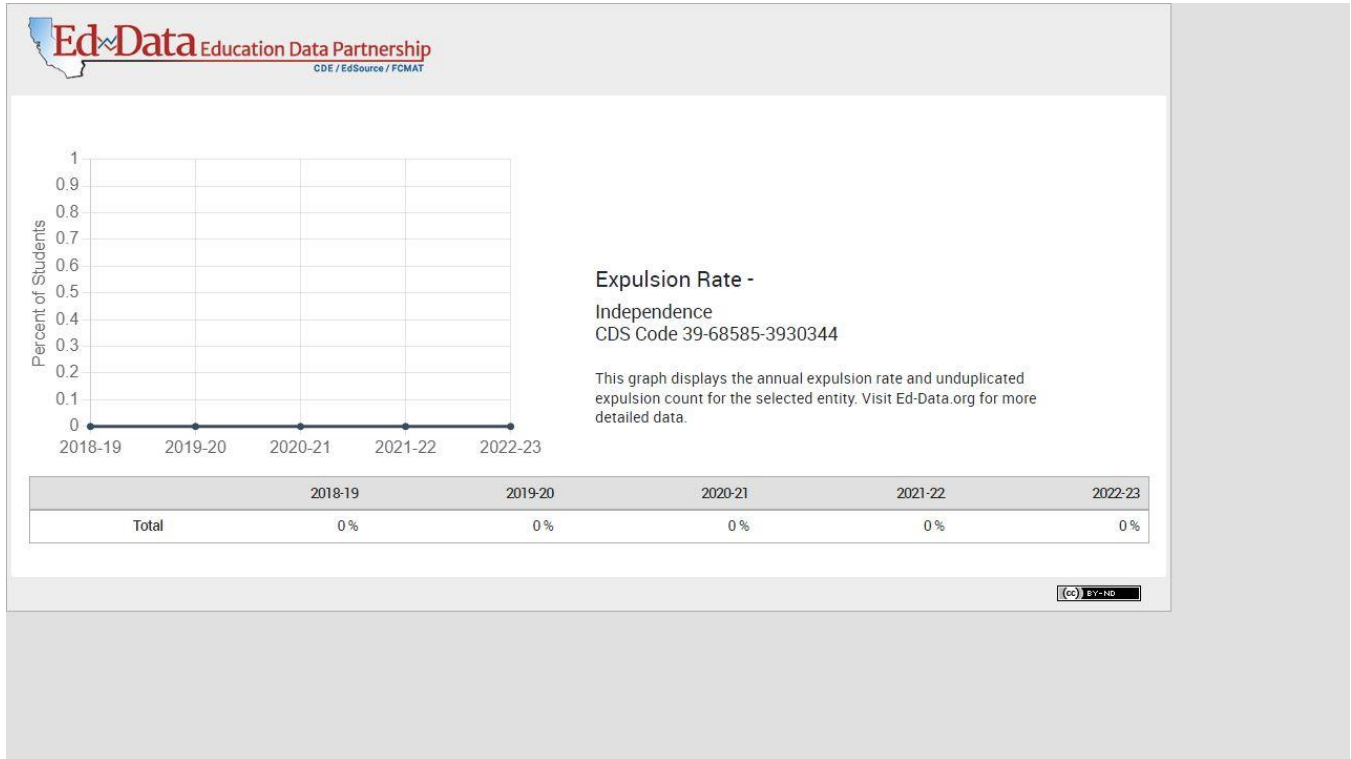 Ed Data Education Data Partnership
CDE / EdSource / FCMAT
1
0.9
0.8
0.7
0.6
0.5
0.4
0.3
0.2
0.1
0
Percent of Students
2018-19 2019-20 2020-21 2021-22 2022-23
Expulsion Rate -
Independence
CDS Code 39-68585-3930344
This graph displays the annual expulsion rate and unduplicated
expulsion count for the selected entity. Visit Ed-Data.org for more
detailed data.
2018-19 2019-20 2020-21 2021-22 2022-23
Total 0 % 0 % 0 % 0 % 0 %
(cc) BY-ND